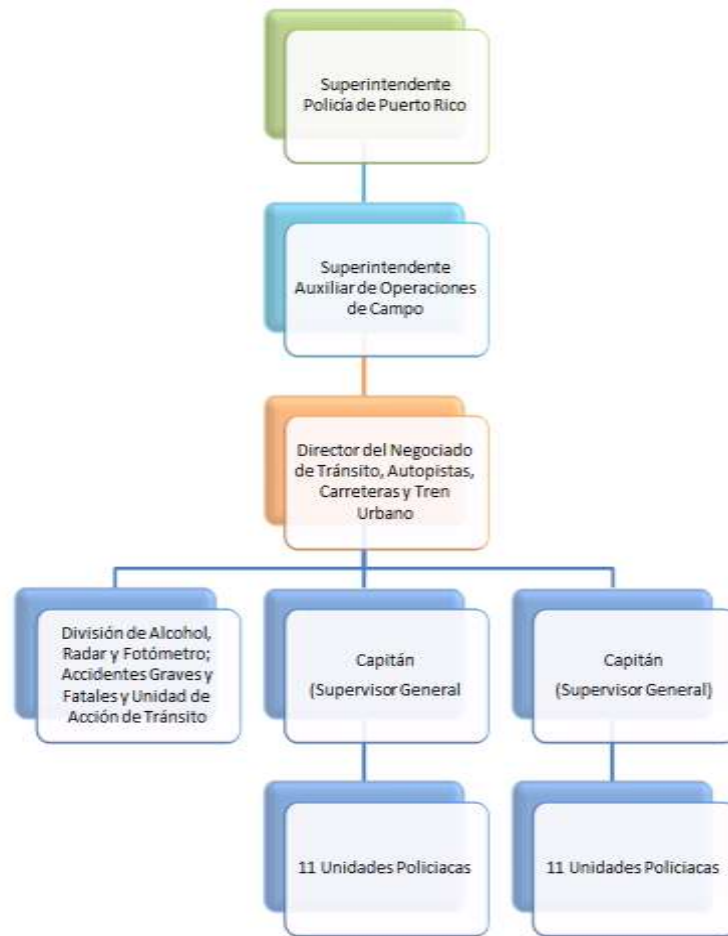 Superintendente
Policía de Puerto Rico
Superintendente
Auxiliar de Operaciones
de Campo
Director del Negociado
de Tránsito, Autopistas,
Carreteras y Tren
Urbano
División de Alcohol,
Radar y Fotómetro;
Accidentes Graves y
Fatales y Unidad de
Acción de Tránsito
Capitán
(Supervisor General
Capitán
(Supervisor General)
11 Unidades Policiacas
11 Unidades Policiacas